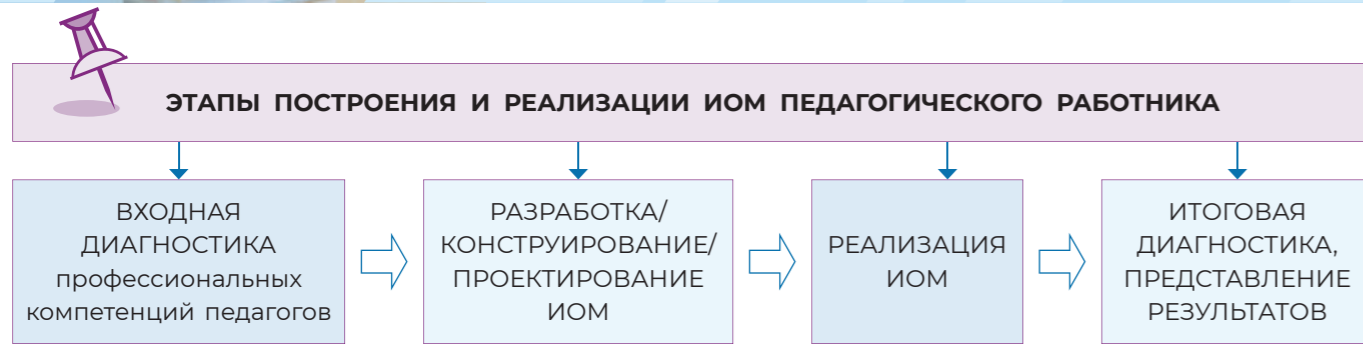 ЭТАПЫ ПОСТРОЕНИЯ И РЕАЛИЗАЦИИ ИОМ ПЕДАГОГИЧЕСКОГО РАБОТНИКА
ВХОДНАЯ
ДИАГНОСТИКА
профессиональных
компетенций педагогов
РАЗРАБОТКА/
КОНСТРУИРОВАНИЕ/
ПРОЕКТИРОВАНИЕ
ИОМ
РЕАЛИЗАЦИЯ
ИОМ
ИТОГОВАЯ
ДИАГНОСТИКА,
ПРЕДСТАВЛЕНИЕ
РЕЗУЛЬТАТОВ